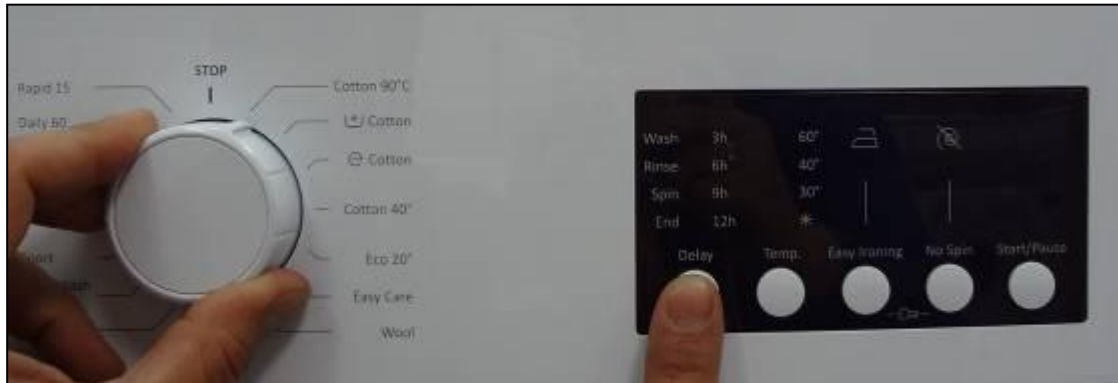 STOP
Rapid 15
Daily 60
Cotton 90°C
Cotton
Cotton
Cotton 40°
Eco 20°
Easy Care
Wool
Wash 3h 60°
Rinse 6h 40°
Spin 9h 30°
End 12h
Delay Temp. Easy Ironing No Spin Start/Pause